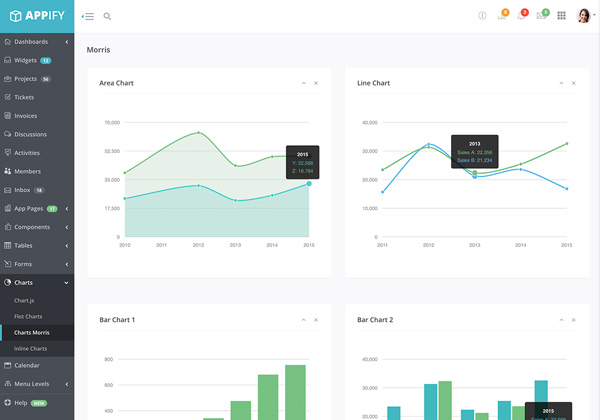 APPIFY
Dashboards
Widgets 12
Projects 56
Tickets
Invoices
Discussions
Activities
Members
Inbox 18
App Pages 17
Components
Tables
Forms
Charts
Chart.js
Flot Charts
Charts Morris
Inline Charts
Calendar
Menu Levels
Help NEW
Morris
Area Chart
70,000
52,500
35,000
17,500
0
2010 2011 2012 2013 2014 2015
2015
Y: 32,566
Z: 16,784
Line Chart
40,000
30,000
20,000
10,000
0
2011 2012 2013 2014 2015
2013
Sales A: 22,356
Sales B: 21,234
Bar Chart 1
800
600
400
Bar Chart 2
40,000
30,000
20,000
2015